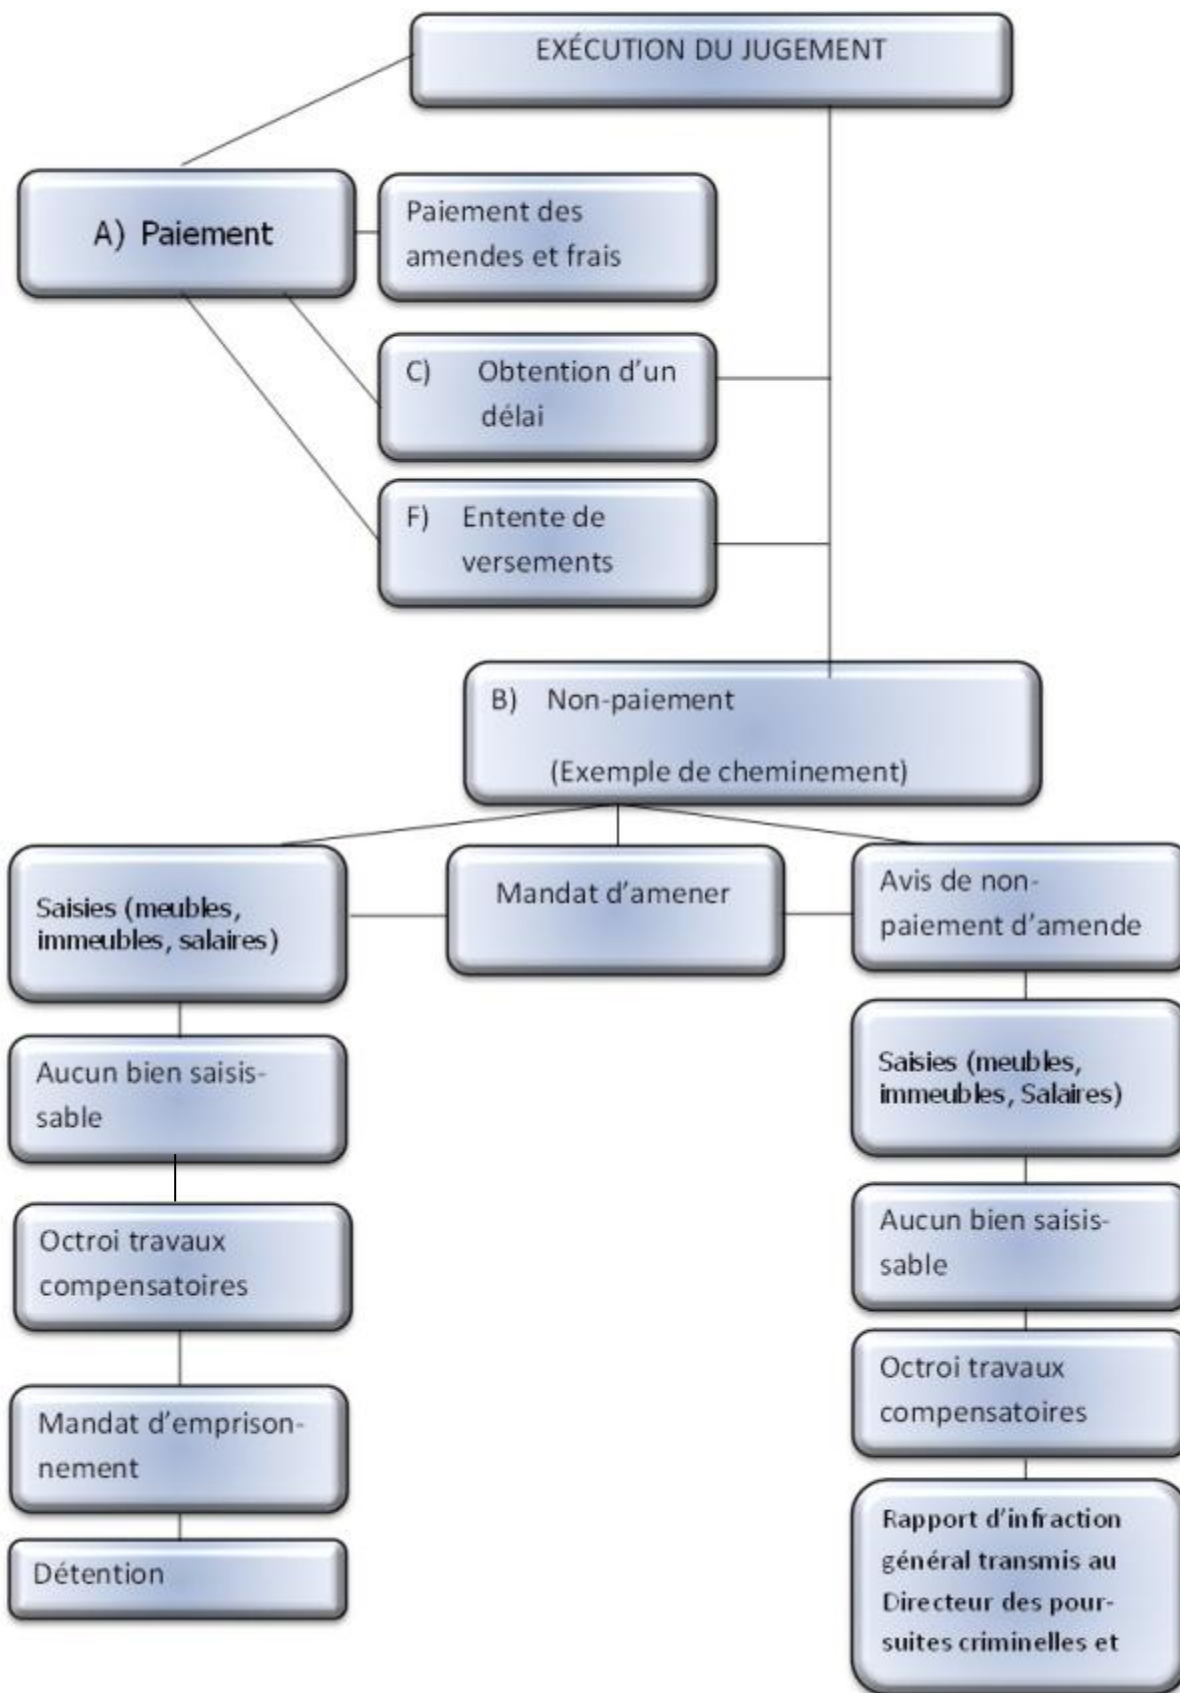 EXÉCUTION DU JUGEMENT
A) Paiement
Paiement des
amendes et frais
C) Obtention d’un
délai
F) Entente de
versements
B) Non-paiement
(Exemple de cheminement)
Saisies (meubles,
immeubles, salaires)
Mandat d’amener
Avis de non-
paiement d’amende
Aucun bien saisis-
sable
Octroi travaux
compensatoires
Mandat d’emprison-
nement
Détention
Saisies (meubles,
immeubles, Salaires)
Aucun bien saisis-
sable
Octroi travaux
compensatoires
Rapport d’infraction
général transmis au
Directeur des pour-
suites criminelles et